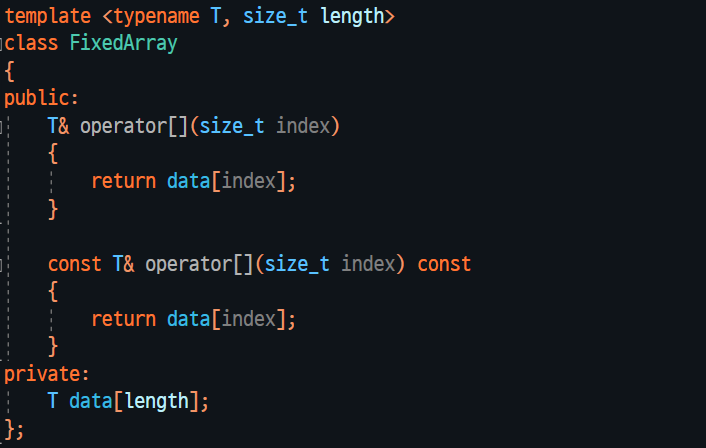 template <typename T, size_t length>
class FixedArray
{
public:
    T& operator[](size_t index)
    {
        return data[index];
    }

    const T& operator[](size_t index) const
    {
        return data[index];
    }
private:
    T data[length];
};